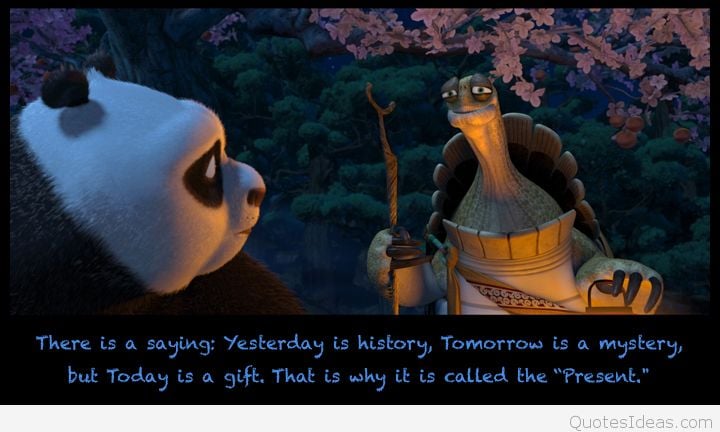 There is a saying: Yesterday is history, Tomorrow is a mystery,
but Today is a gift. That is why it is called the “Present."
QuotesIdeas.com